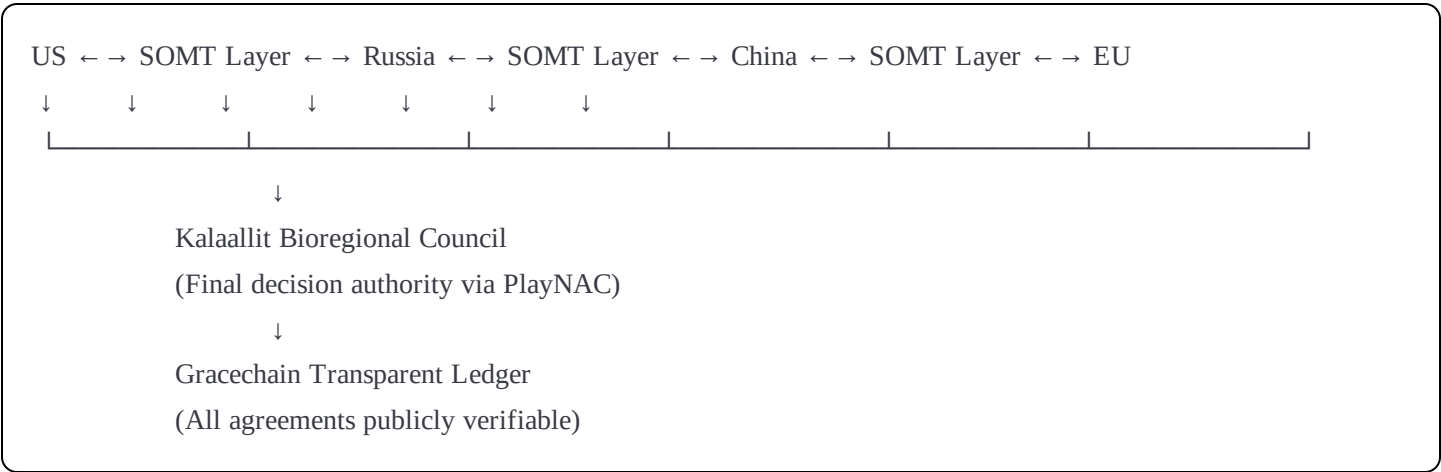 US ←→ SOMT Layer ←→ Russia ←→ SOMT Layer ←→ China ←→ SOMT Layer ←→ EU
↓ ↓ ↓ ↓ ↓ ↓ ↓
↓
Kalaallit Bioregional Council
(Final decision authority via PlayNAC)
↓
Gracechain Transparent Ledger
(All agreements publicly verifiable)